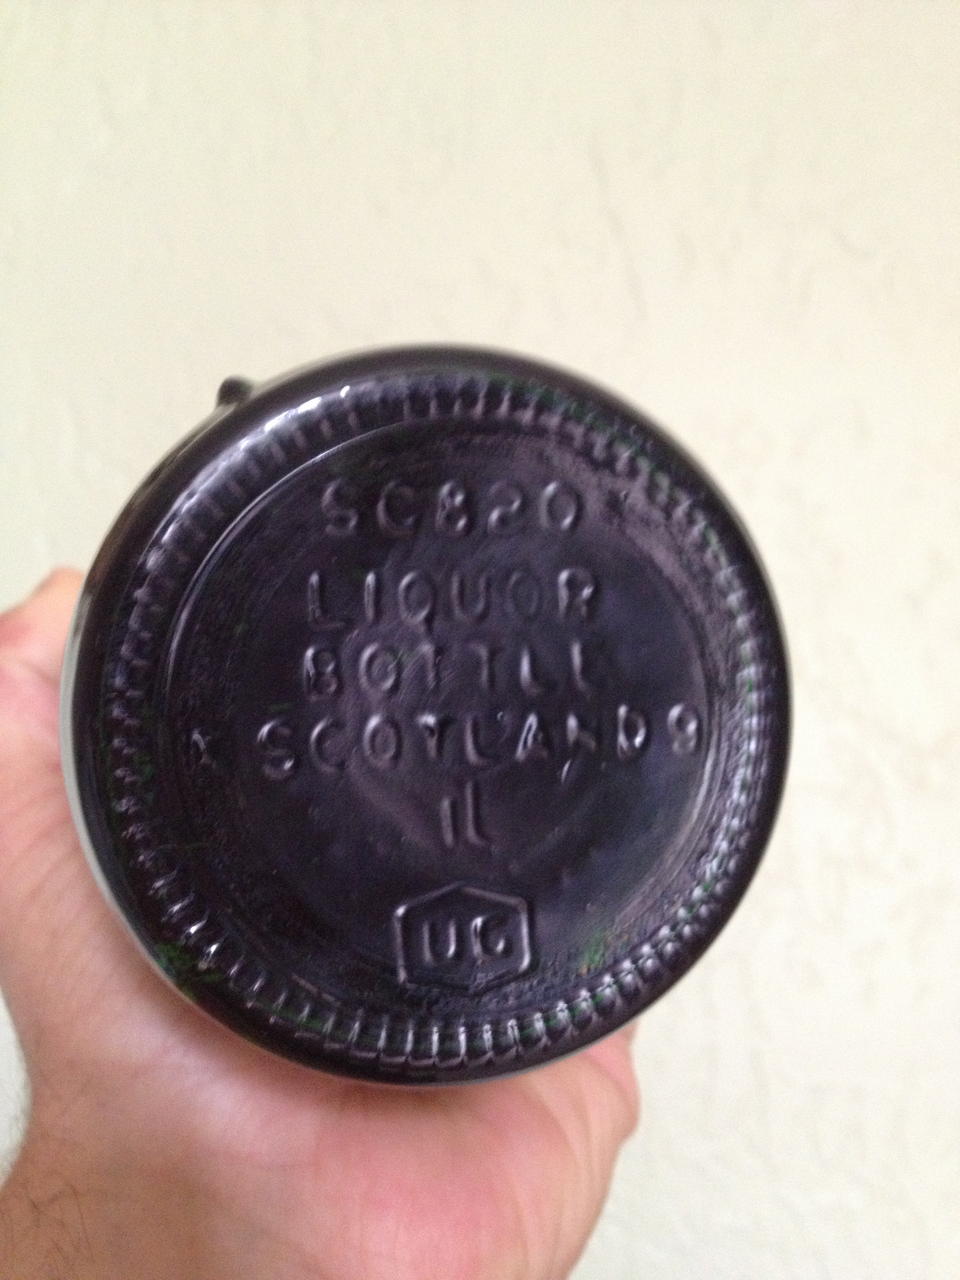 SC820
LIQUOR
BOTTLE
SCOTLAND 9
1L
UG